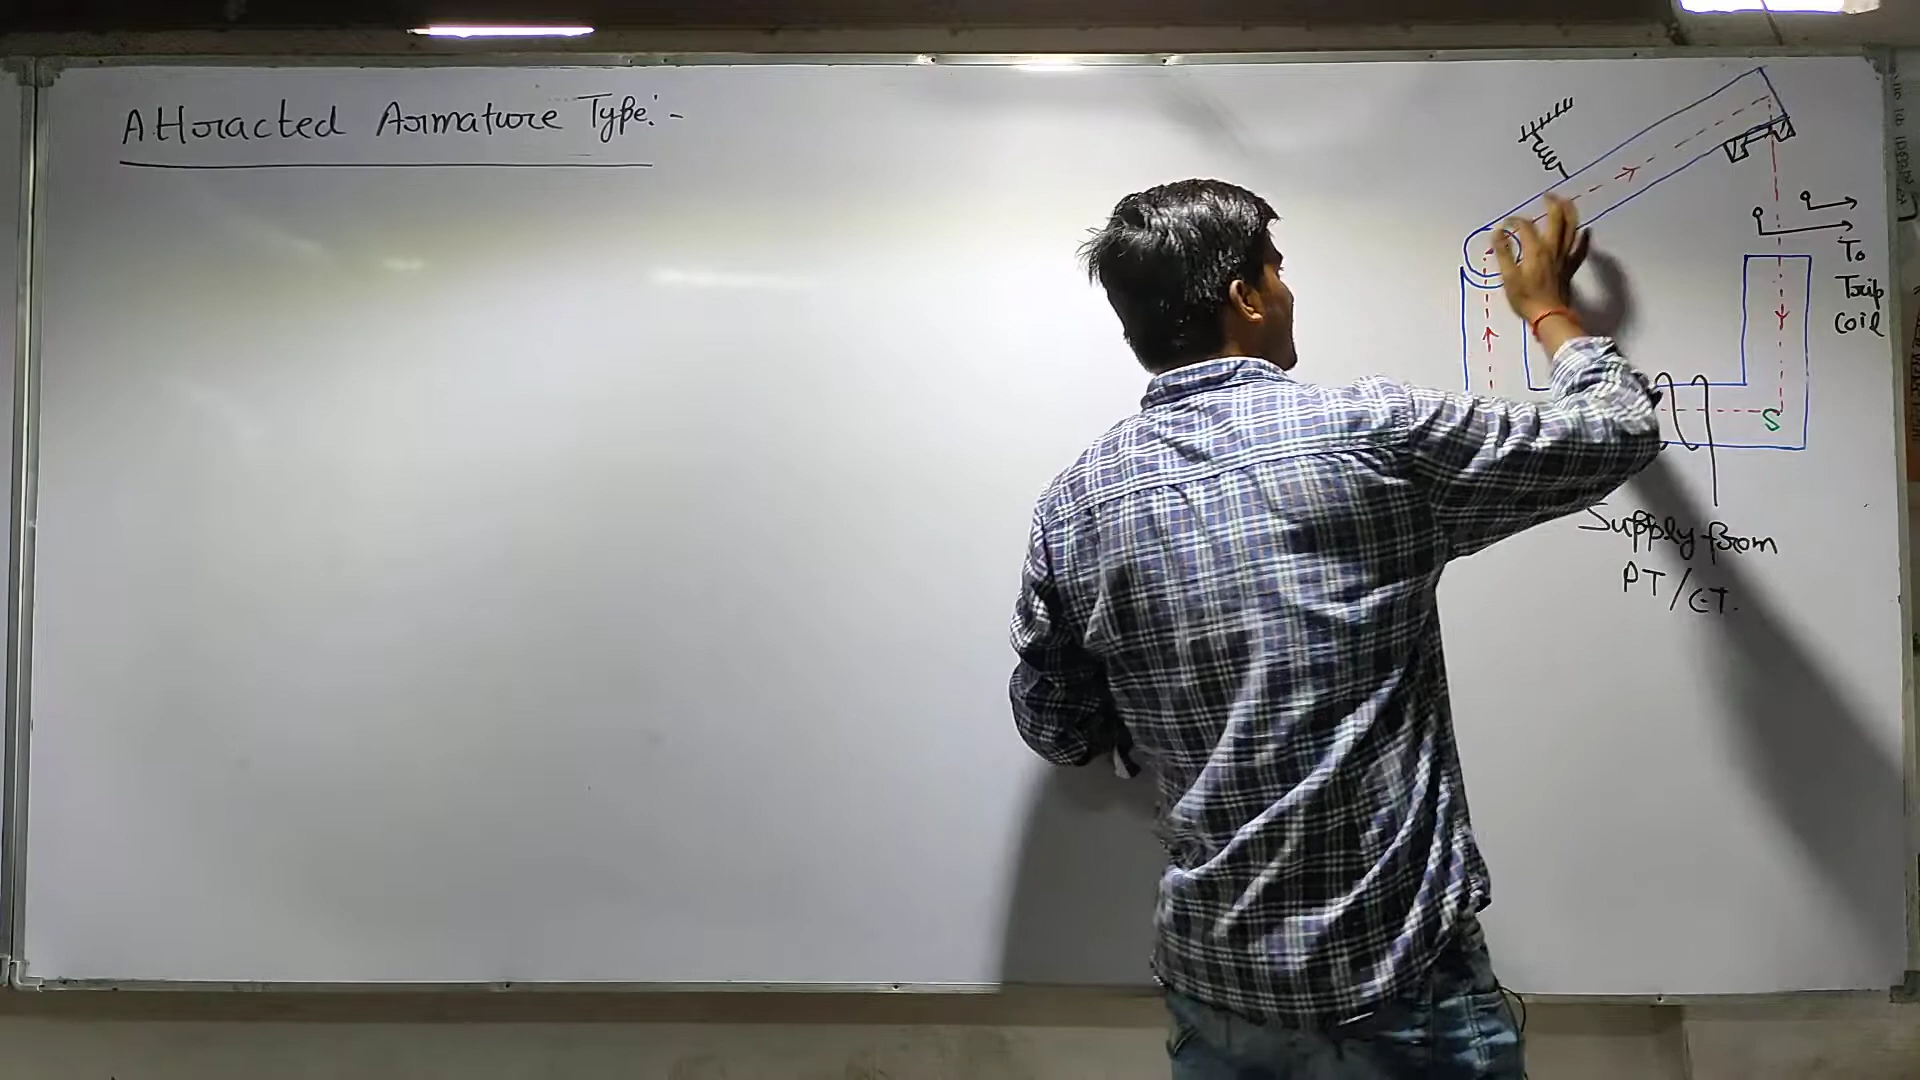 Attracted Armature Type:-
To
Trip
coil
S
Supply from
PT/CT.